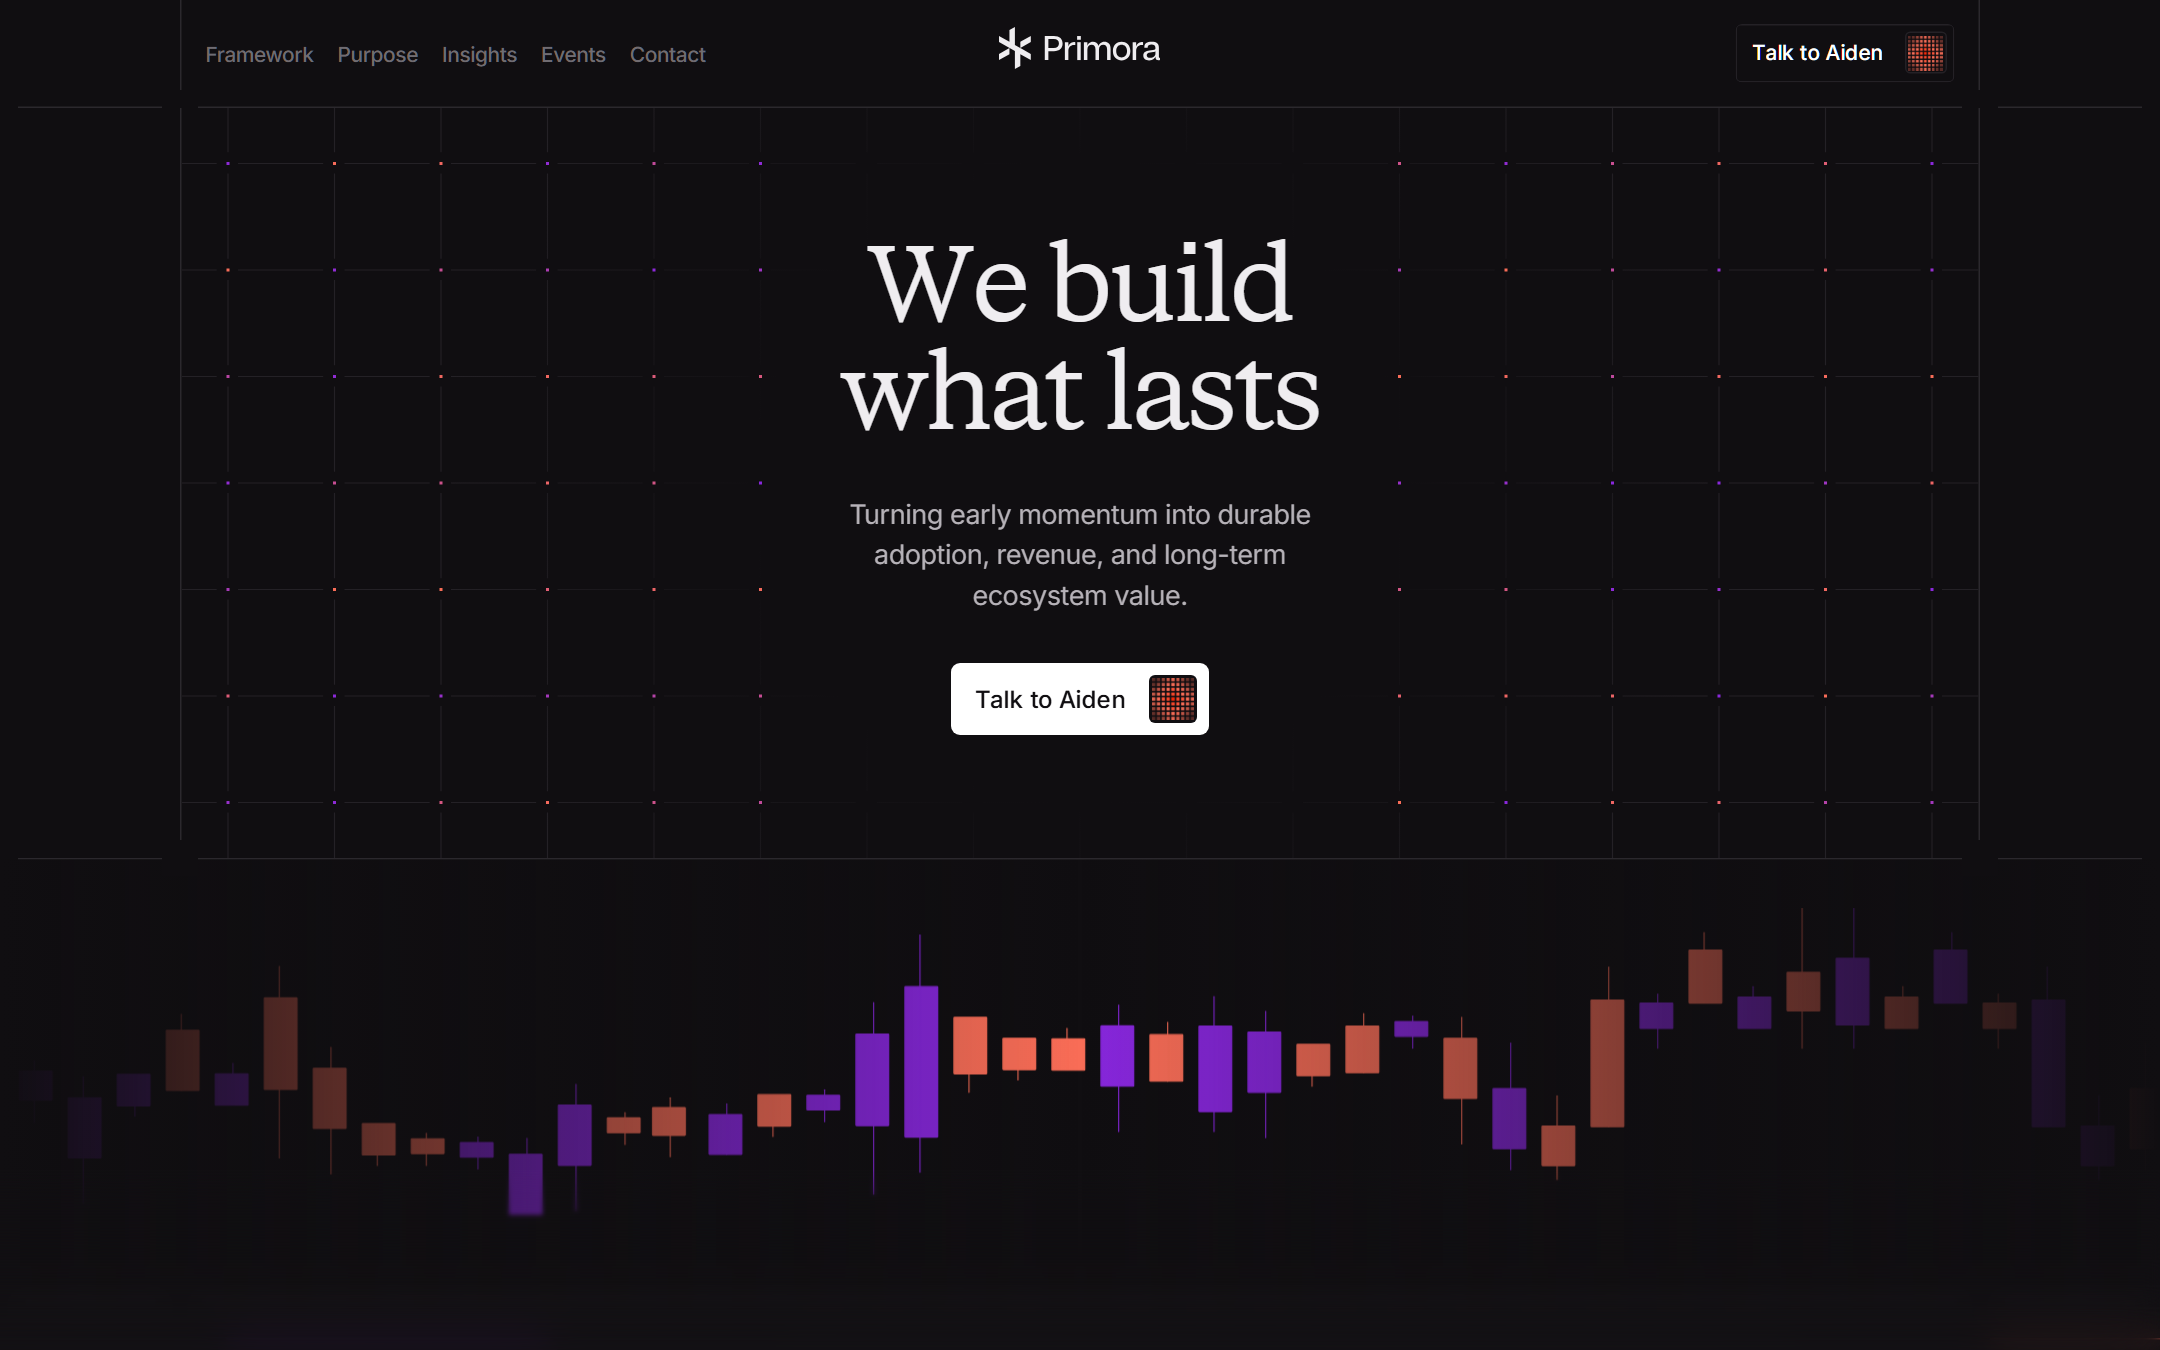 Framework Purpose Insights Events Contact
Primora
Talk to Aiden
We build
what lasts
Turning early momentum into durable
adoption, revenue, and long-term
ecosystem value.
Talk to Aiden